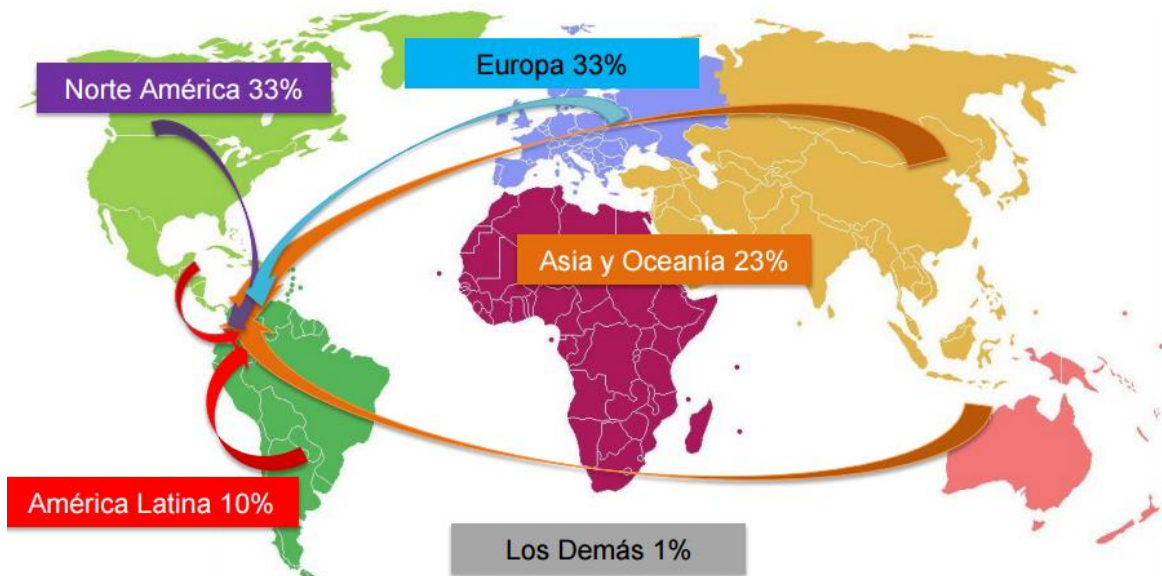 Europa 33%
Norte América 33%
Asia y Oceanía 23%
América Latina 10%
Los Demás 1%